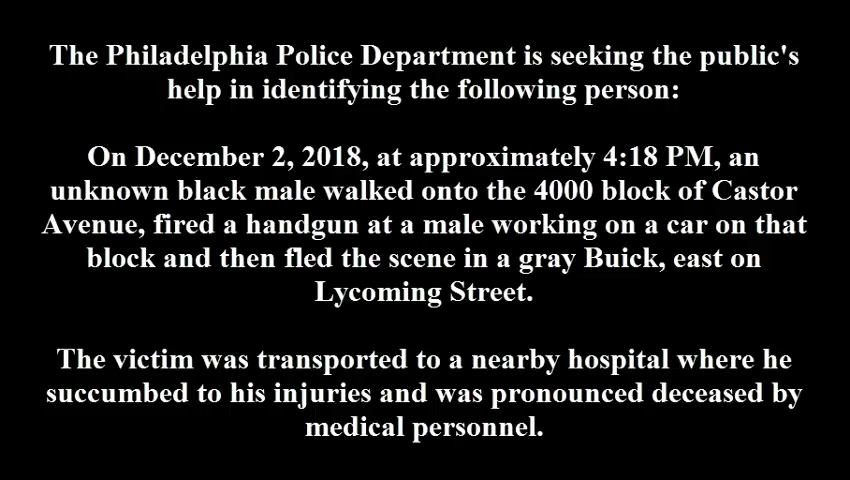 The Philadelphia Police Department is seeking the public's
help in identifying the following person:
On December 2, 2018, at approximately 4:18 PM, an
unknown black male walked onto the 4000 block of Castor
Avenue, fired a handgun at a male working on a car on that
block and then fled the scene in a gray Buick, east on
Lycoming Street.
The victim was transported to a nearby hospital where he
succumbed to his injuries and was pronounced deceased by
medical personnel.